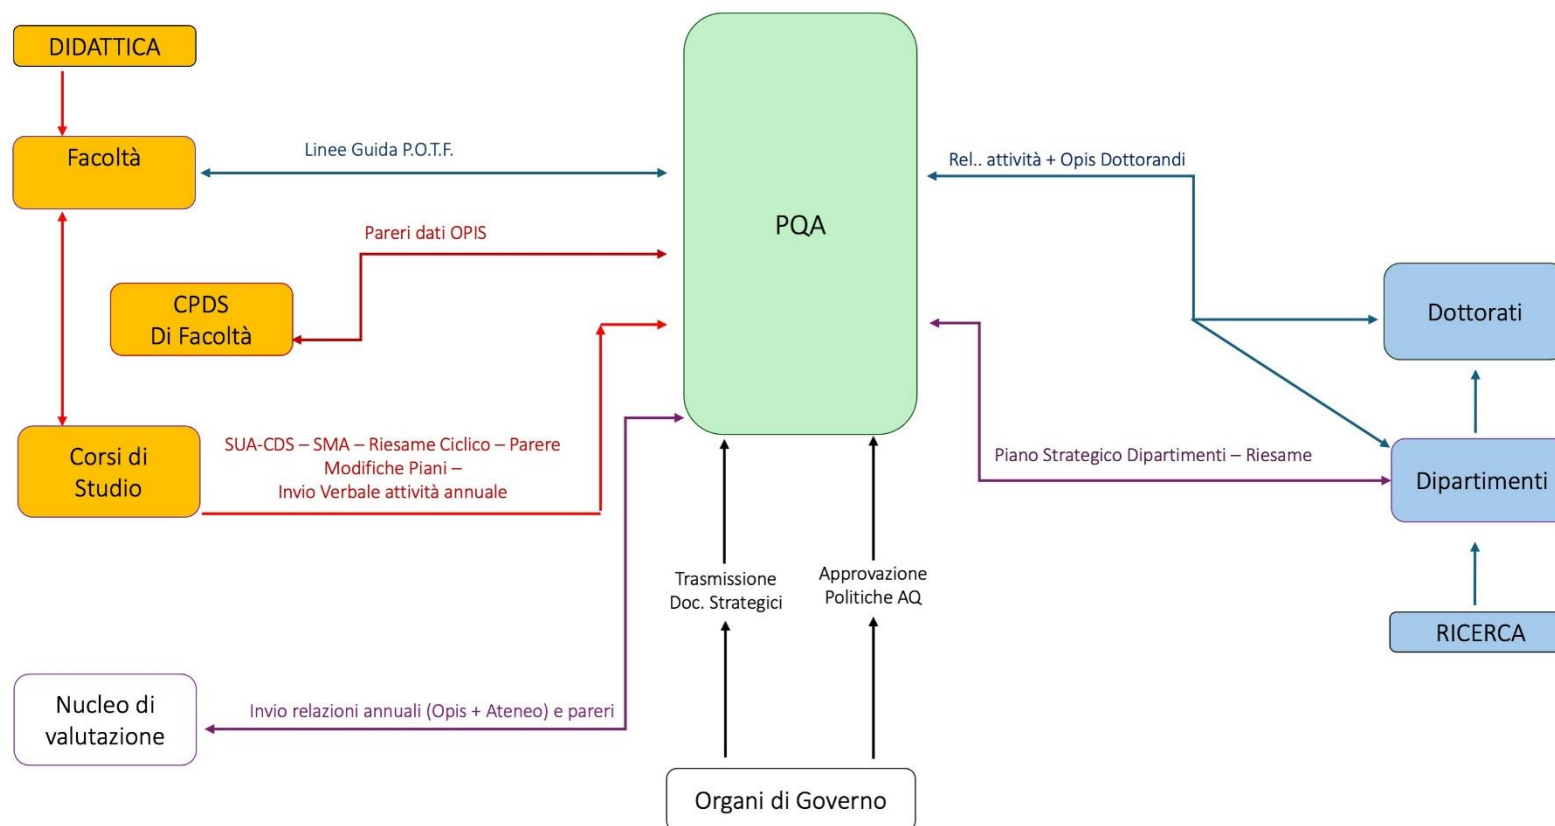 DIDATTICA
Facoltà
Linee Guida P.O.T.F.
Rel.. attività + Opis Dottorandi
PQA
Pareri dati OPIS
CPDS
Di Facoltà
Dottorati
Corsi di
Studio
SUA-CDS – SMA – Riesame Ciclico – Parere
Modifiche Piani –
Invio Verbale attività annuale
Piano Strategico Dipartimenti – Riesame
Dipartimenti
Trasmissione
Doc. Strategici
Approvazione
Politiche AQ
RICERCA
Nucleo di
valutazione
Invio relazioni annuali (Opis + Ateneo) e pareri
Organi di Governo